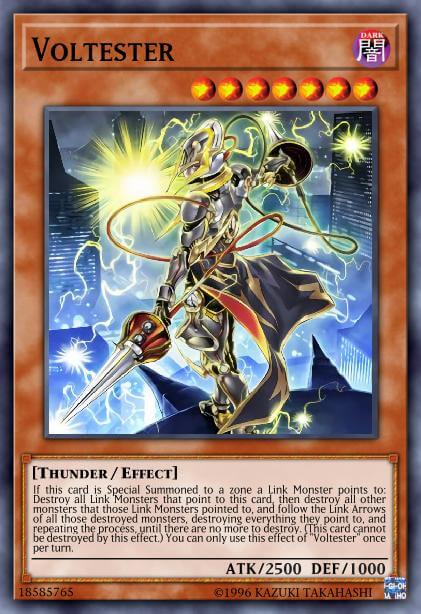 VOLTESTER
DARK
闇
[THUNDER / EFFECT]
If this card is Special Summoned to a zone a Link Monster points to:
Destroy all Link Monsters that point to this card, then destroy all other
monsters that those Link Monsters pointed to, and follow the Link Arrows
of all those destroyed monsters, destroying everything they point to, and
repeating the process, until there are no more to destroy. (This card cannot
be destroyed by this effect.) You can only use this effect of "Voltester" once
per turn.
ATK/2500 DEF/1000
18585765
©1996 KAZUKI TAKAHASHI